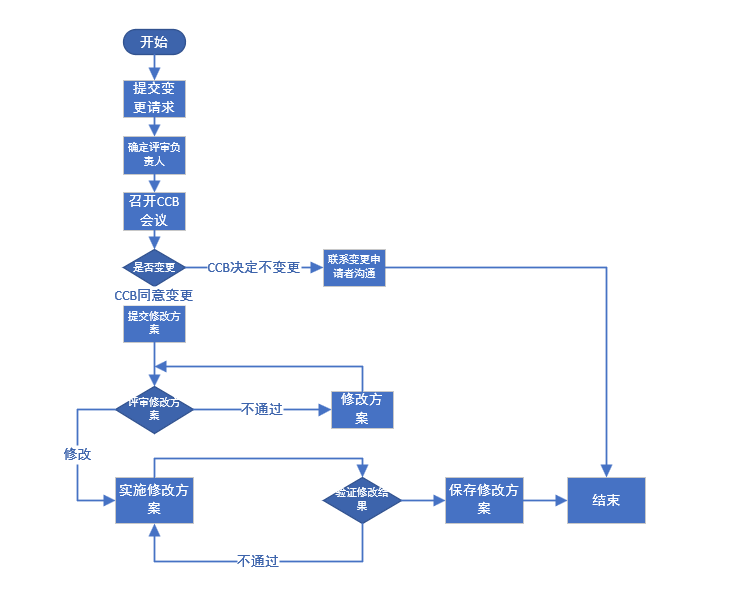 开始
提交变
更请求
确定评审负
责人
召开CCB
会议
是否变更
CCB决定不变更
联系变更申
请者沟通
CCB同意变更
提交修改方
案
评审修改方
案
不通过
修改方
案
修改
实施修改方
案
验证修改结
果
保存修改方
案
结束
不通过